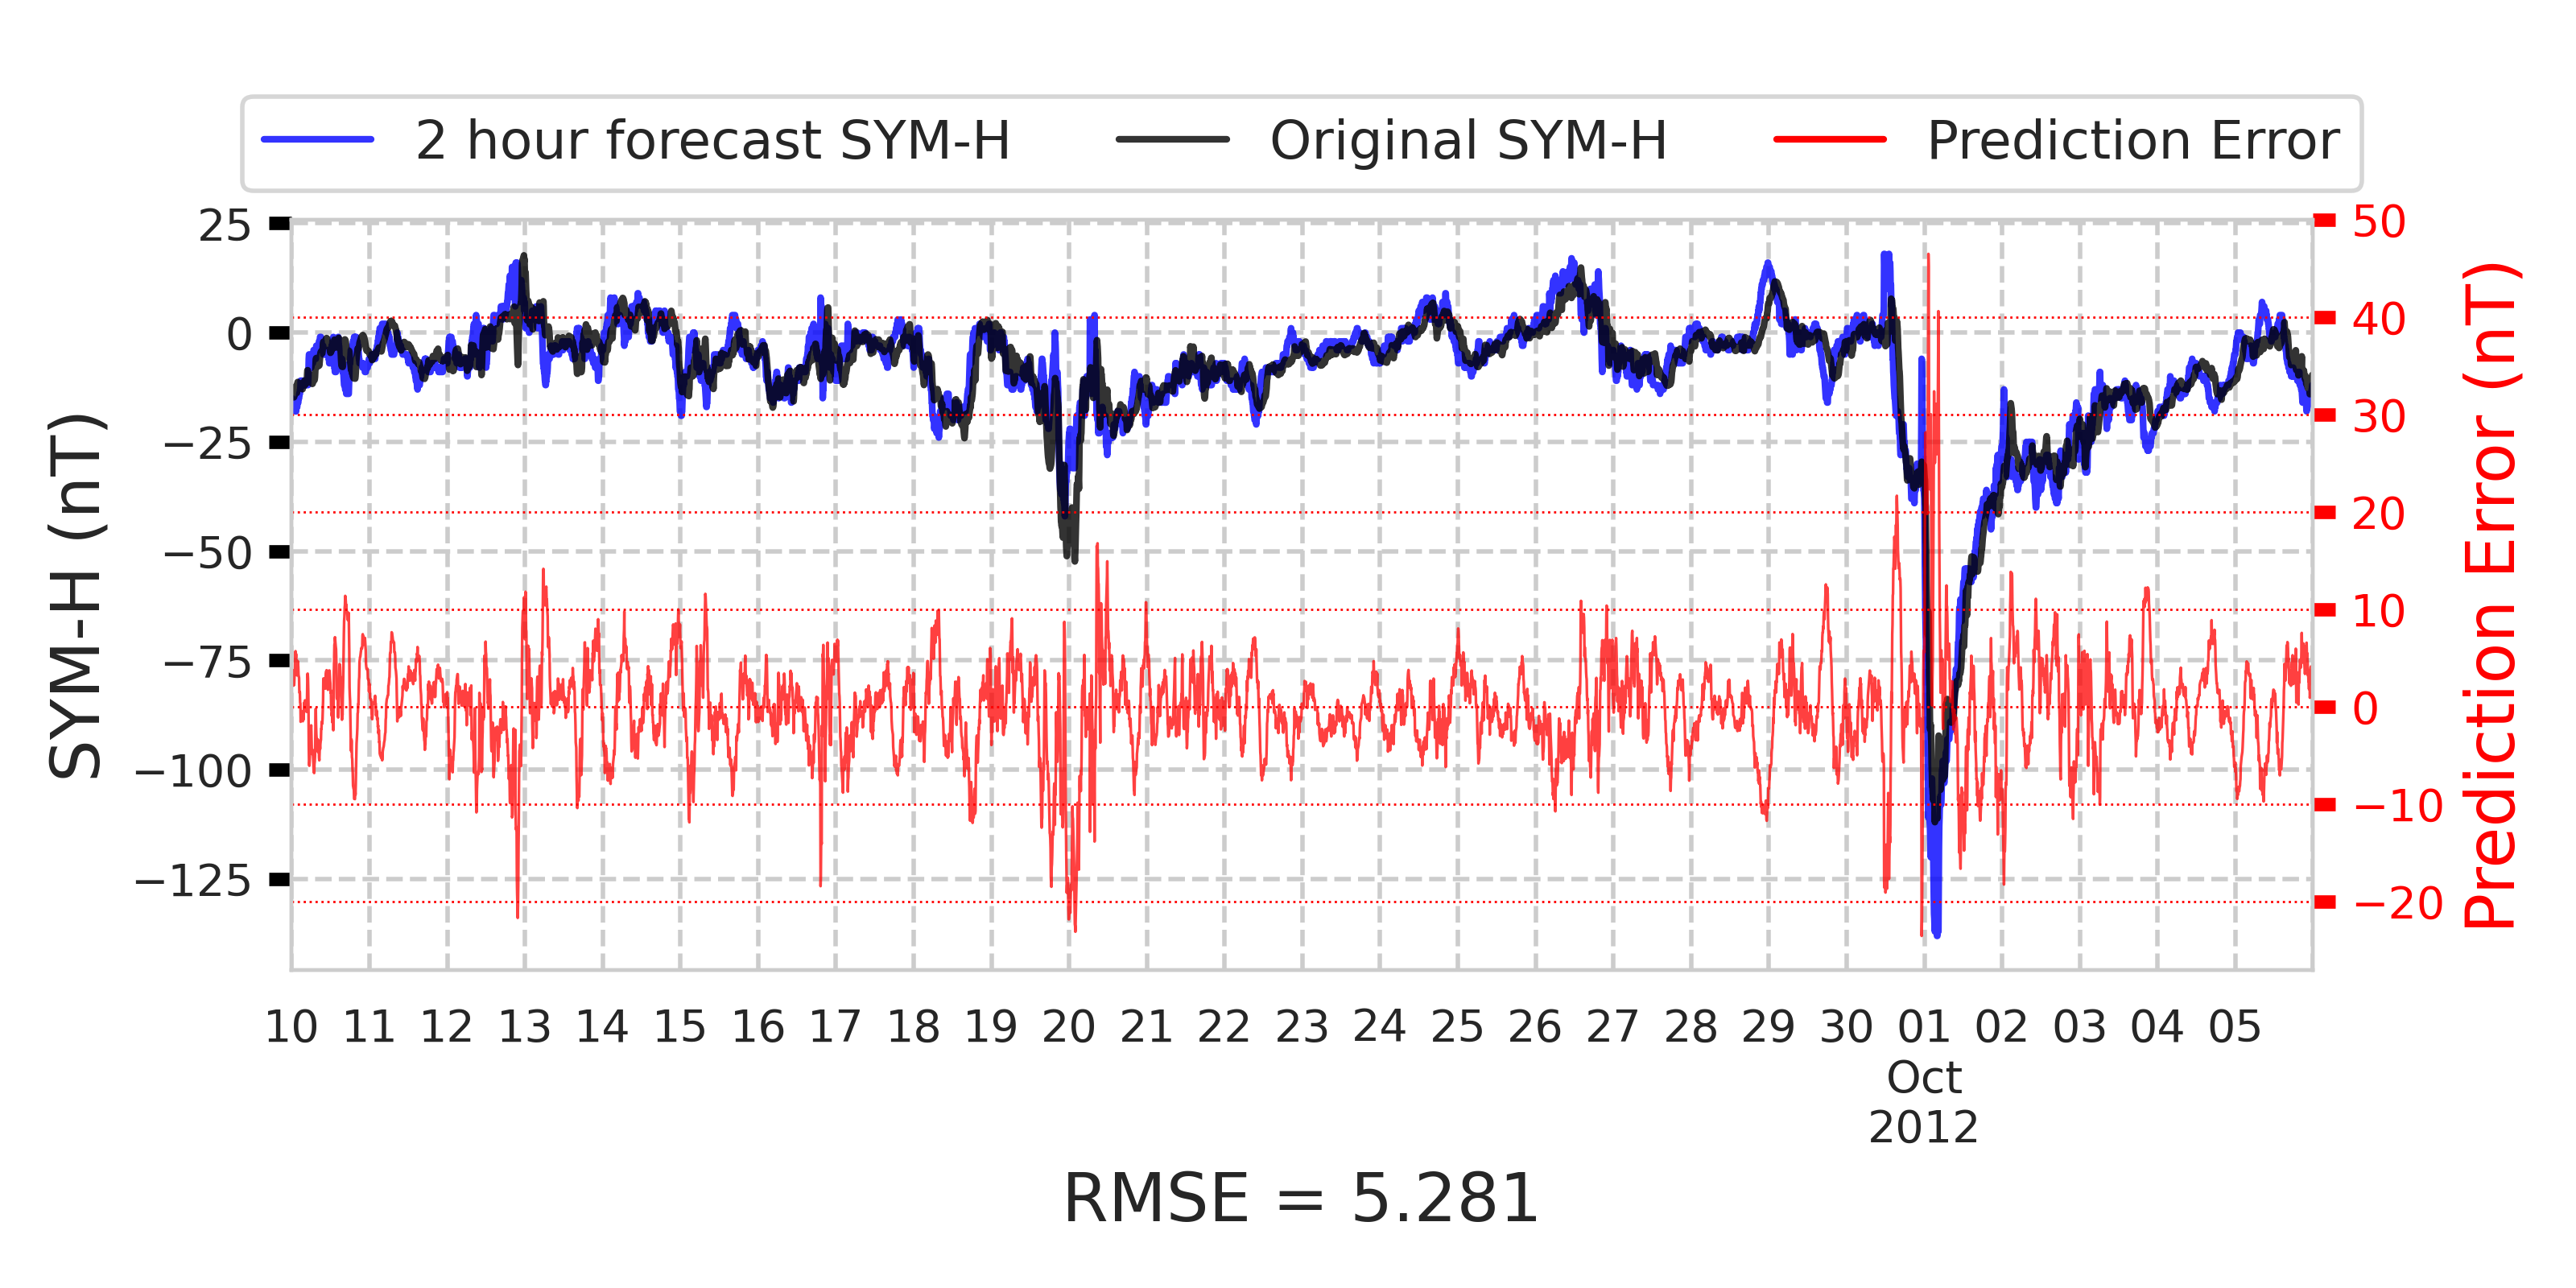 2 hour forecast SYM-H Original SYM-H Prediction Error
25
0
−25
−50
−75
−100
−125
SYM-H (nT)
50
40
30
20
10
0
−10
−20
Prediction Error (nT)
10 11 12 13 14 15 16 17 18 19 20 21 22 23 24 25 26 27 28 29 30 01 02 03 04 05
Oct
2012
RMSE = 5.281